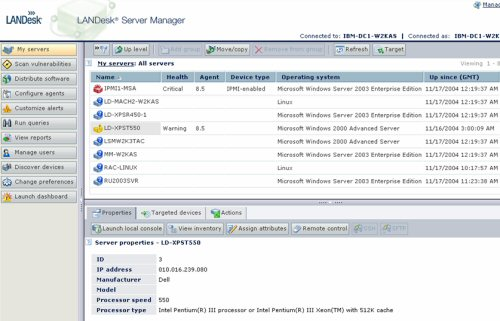 LANDesk
LANDesk® Server Manager
Connected to: IBM-DC1-W2KAS | Connected as: IBM-DC1-W2
My servers
Scan vulnerabilities
Distribute software
Configure agents
Customize alerts
Run queries
View reports
Manage users
Discover devices
Change preferences
Launch dashboard
Up level Add group Move/copy Remove from group Refresh Target
My servers: All servers
Viewing 1 - 8
Name Health Agent Device type Operating system Up since (GMT)
IPMI1-MSA Critical 8.5 IPMI-enabled Microsoft Windows Server 2003 Enterprise Edition 11/17/2004 12:19:37 AM
LD-MACH2-W2KAS Linux 11/17/2004 12:19:37 AM
LD-XPSR450-1 Microsoft Windows Server 2003 Enterprise Edition 11/17/2004 12:19:37 AM
LD-XPST550 Warning 8.5 Microsoft Windows 2000 Advanced Server 11/16/2004 3:00:09 AM
LSMW2K3TAC Microsoft Windows 2000 Advanced Server 11/17/2004 12:19:37 AM
MM-W2KAS Microsoft Windows Server 2003 Enterprise Edition 11/17/2004 12:19:37 AM
RAC-LINUX Linux 11/17/2004 10:17:57 AM
RU2003SVR Microsoft Windows Server 2003 Enterprise Edition 11/17/2004 11:23:38 AM
Properties Targeted devices Actions
Launch local console View inventory Assign attributes Remote control SSH SFTP
Server properties - LD-XPST550
ID 3
IP address 010.016.239.080
Manufacturer Dell
Model
Processor speed 550
Processor type Intel Pentium(R) III processor or Intel Pentium(R) III Xeon(TM) with 512K cache